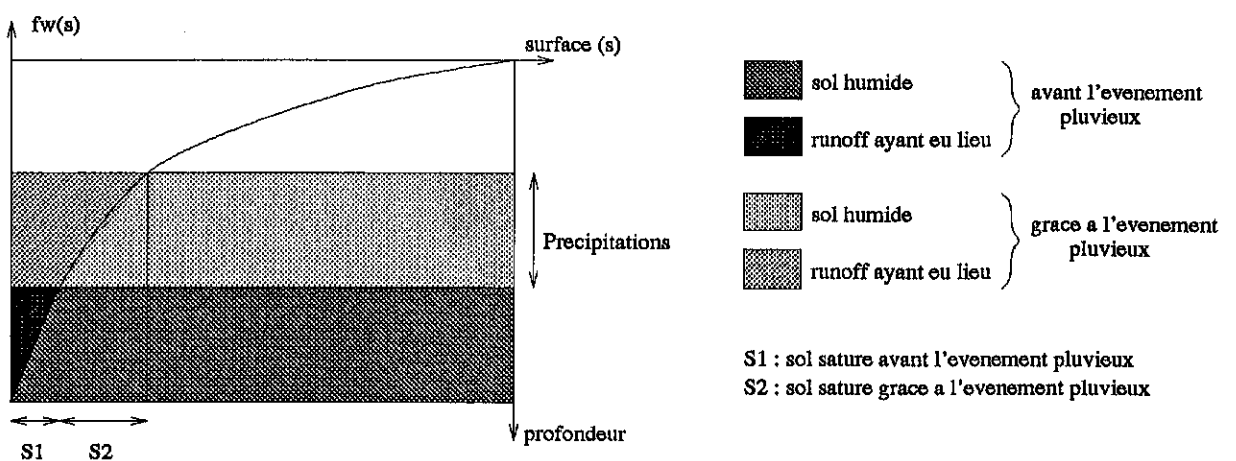 fw(s)
surface (s)
Precipitations
profondeur
S1
S2
sol humide
runoff ayant eu lieu
avant l'evenement
pluvieux
sol humide
runoff ayant eu lieu
grace a l'evenement
pluvieux
S1 : sol sature avant l'evenement pluvieux
S2 : sol sature grace a l'evenement pluvieux